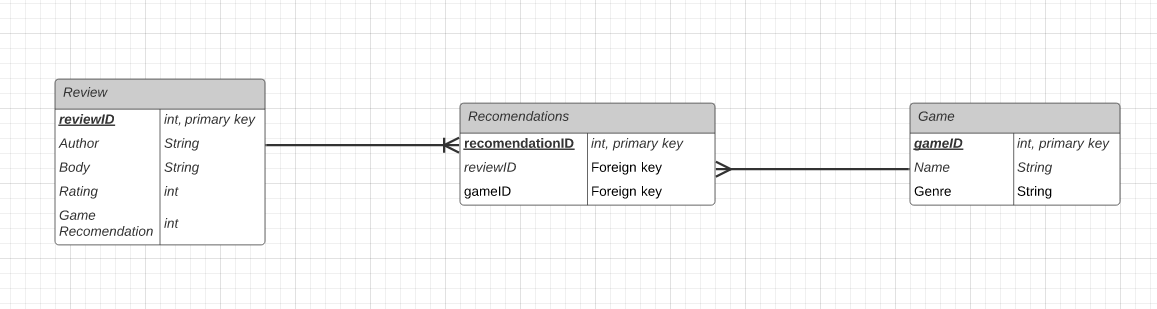 Review
reviewID int, primary key
Author String
Body String
Rating int
Game
Recomendation int
Recomendations
recomendationID int, primary key
reviewID Foreign key
gameID Foreign key
Game
gameID int, primary key
Name String
Genre String